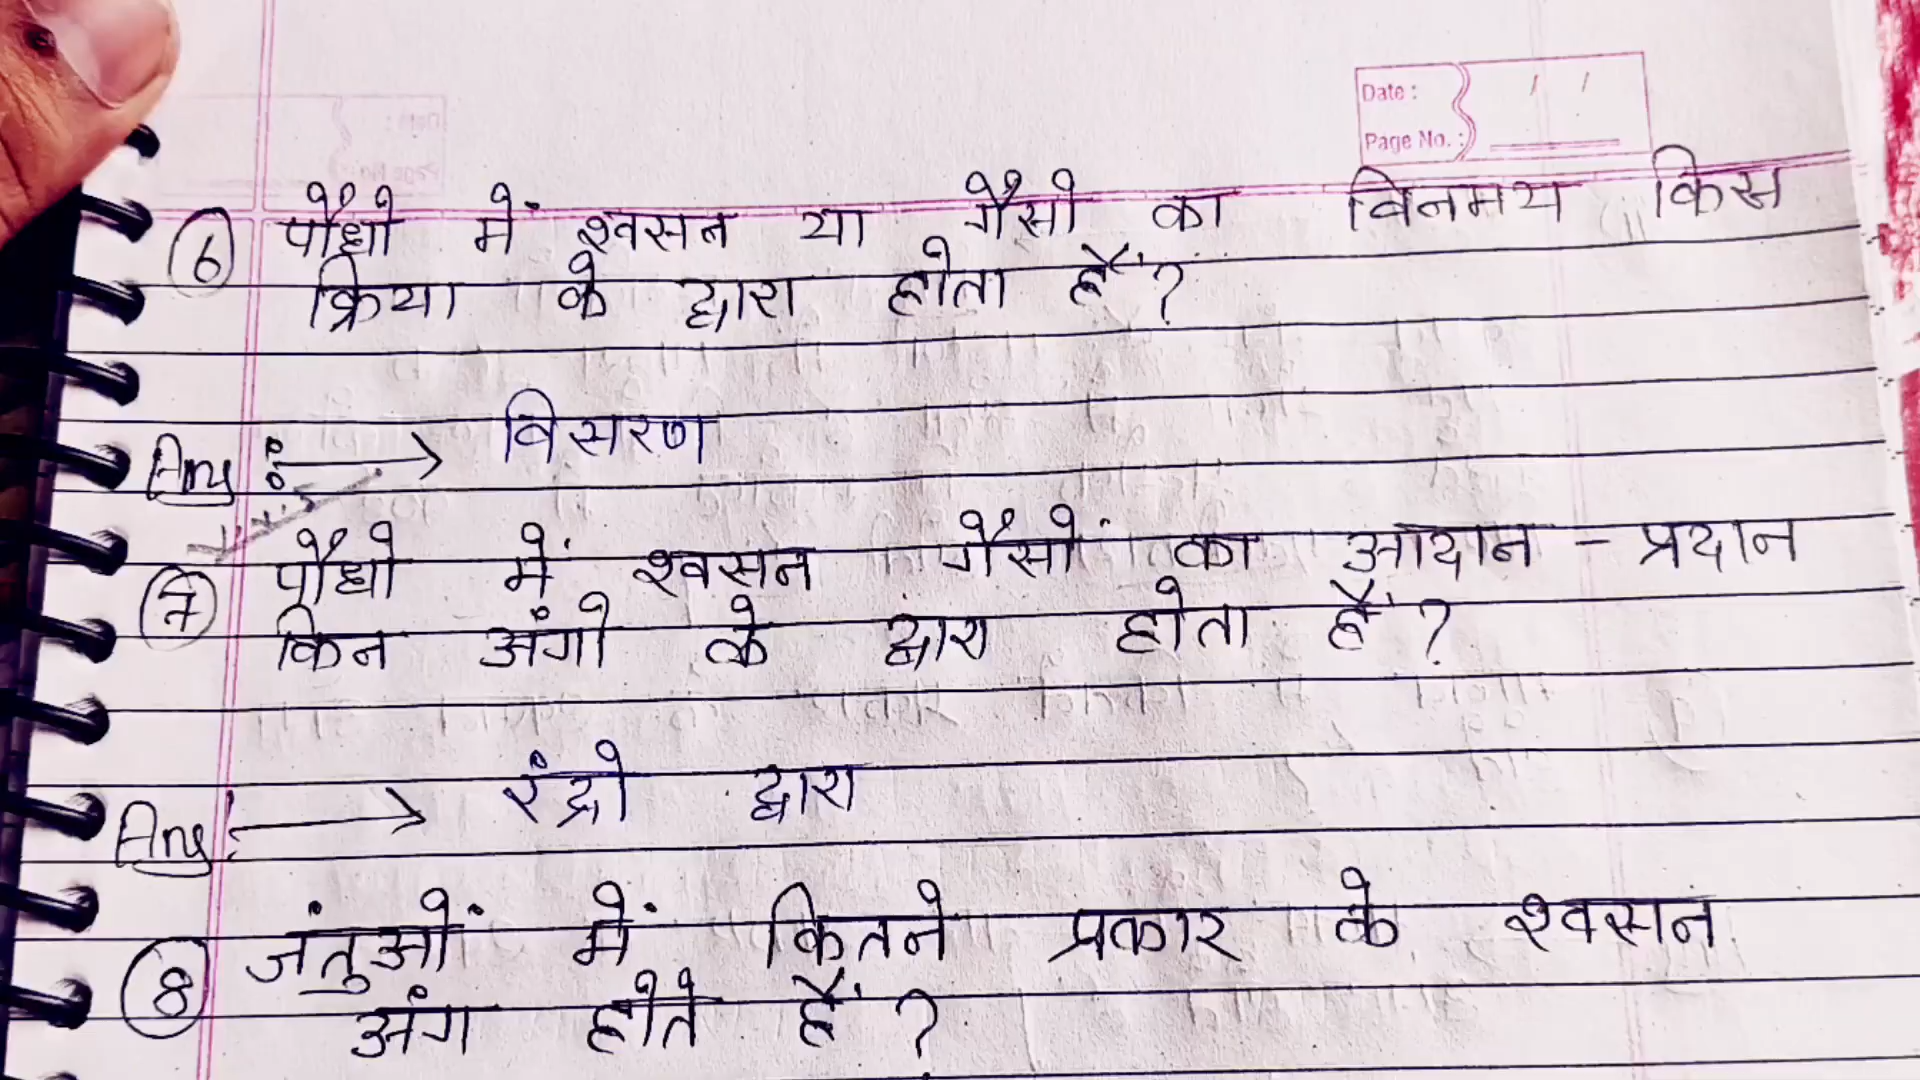 Date :
Page No. :
6 पौधो में श्वसन या गैसो का विनमय किस
क्रिया के द्वारा होता हैं ?
Ans :→ विसरण
7 पौधो में श्वसन गैसों का आदान - प्रदान
किन अंगो के द्वारा होता हैं ?
Ans :→ रंद्रो द्वारा
8 जंतुओं में कितने प्रकार के श्वसन
अंग होते हैं ?